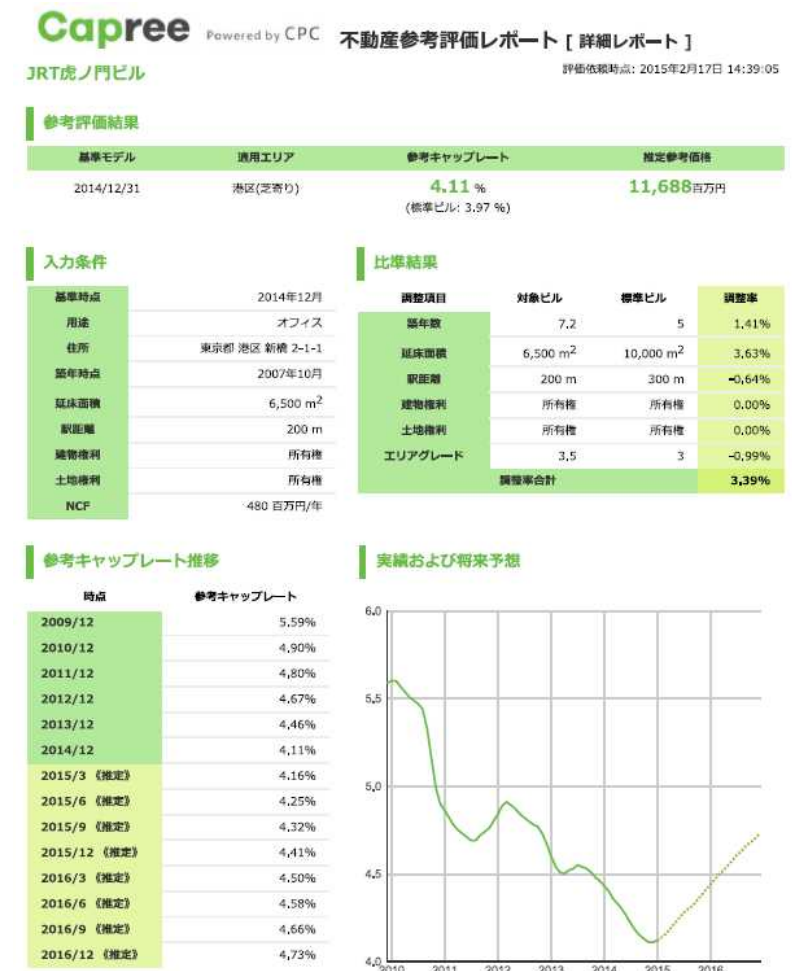 Capree Powered by CPC 不動産参考評価レポート [ 詳細レポート ]
JRT虎ノ門ビル
評価依頼時点: 2015年2月17日 14:39:05
参考評価結果
基準モデル 適用エリア 参考キャップレート 推定参考価格
2014/12/31 港区(芝寄り) 4.11 % 11,688百万円
(標準ビル: 3.97 %)
入力条件
基準時点 2014年12月
用途 オフィス
住所 東京都 港区 新橋 2-1-1
築年時点 2007年10月
延床面積 6,500 m²
駅距離 200 m
建物権利 所有権
土地権利 所有権
NCF 480 百万円/年
比準結果
調整項目 対象ビル 標準ビル 調整率
築年数 7.2 5 1.41%
延床面積 6,500 m² 10,000 m² 3.63%
駅距離 200 m 300 m -0.64%
建物権利 所有権 所有権 0.00%
土地権利 所有権 所有権 0.00%
エリアグレード 3.5 3 -0.99%
調整率合計 3.39%
参考キャップレート推移
時点 参考キャップレート
2009/12 5.59%
2010/12 4.90%
2011/12 4.80%
2012/12 4.67%
2013/12 4.46%
2014/12 4.11%
2015/3 《推定》 4.16%
2015/6 《推定》 4.25%
2015/9 《推定》 4.32%
2015/12 《推定》 4.41%
2016/3 《推定》 4.50%
2016/6 《推定》 4.58%
2016/9 《推定》 4.66%
2016/12 《推定》 4.73%
実績および将来予想
6.0
5.5
5.0
4.5
4.0
2010 2011 2012 2013 2014 2015 2016